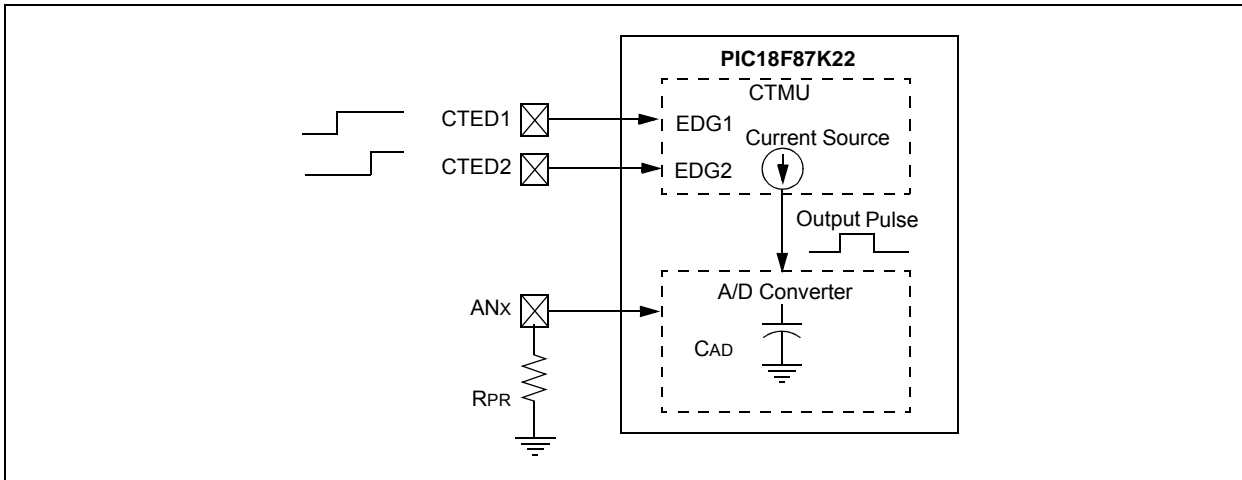 PIC18F87K22
CTMU
CTED1
EDG1
Current Source
CTED2
EDG2
Output Pulse
A/D Converter
ANX
CAD
RPR